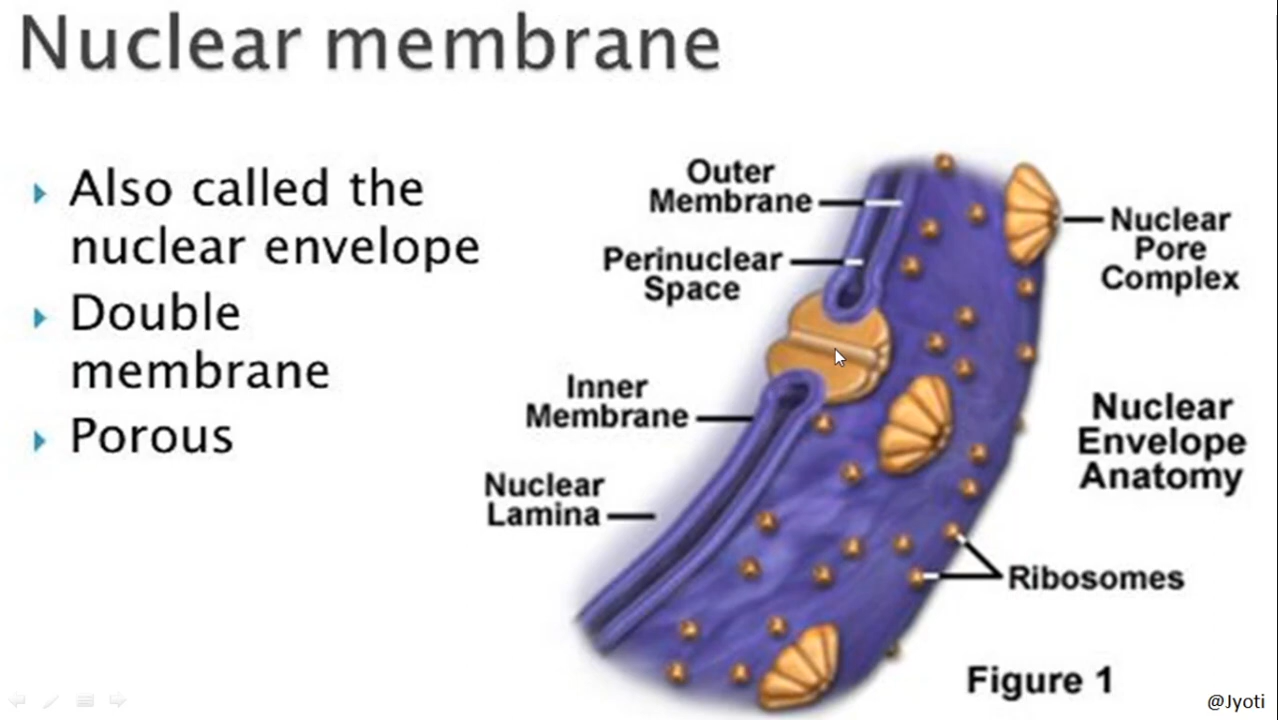 Nuclear membrane
Also called the
nuclear envelope
Double
membrane
Porous
Outer
Membrane
Perinuclear
Space
Inner
Membrane
Nuclear
Lamina
Nuclear
Pore
Complex
Nuclear
Envelope
Anatomy
Ribosomes
Figure 1
@Jyoti